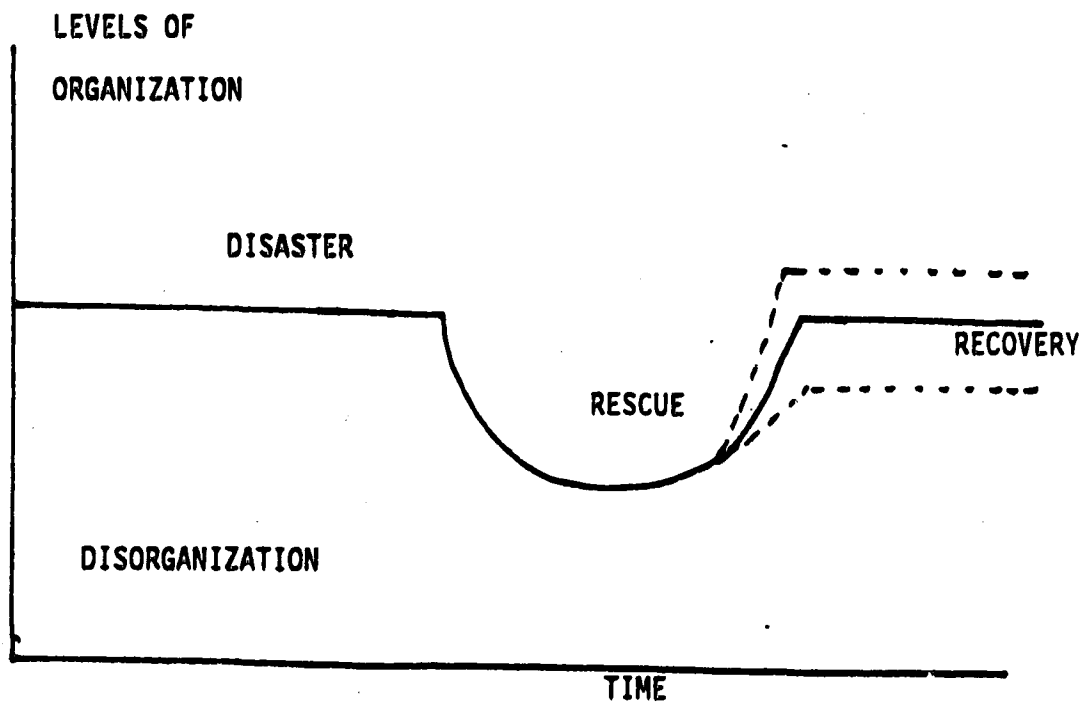 LEVELS OF
ORGANIZATION
DISASTER
RECOVERY
RESCUE
DISORGANIZATION
TIME